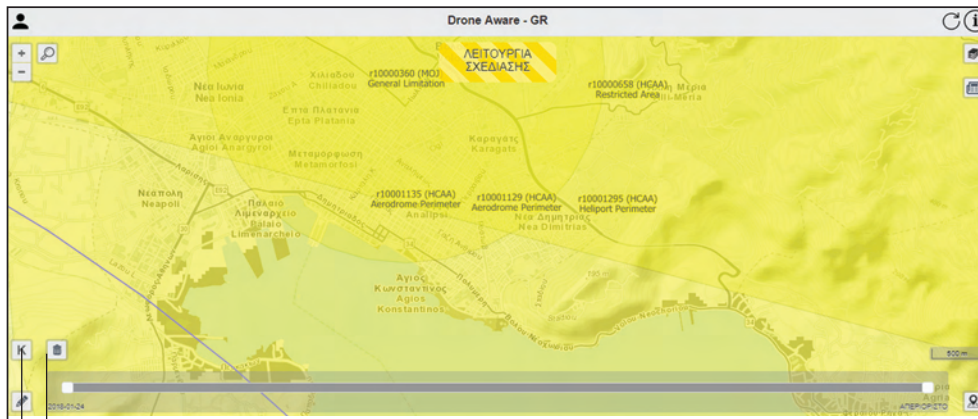 Drone Aware - GR
ΛΕΙΤΟΥΡΓΙΑ
ΣΧΕΔΙΑΣΗΣ
Χιλιαδού
Chiliadou
r10000360 (MOJ
General Limitation
r10000658 (HCAA)
Restricted Area
Νέα Ιωνία
Nea Ionia
Επτά Πλατάνια
Epta Platania
Άγιοι Ανάργυροι
Agioi Anargyroi
Μεταμόρφωση
Metamorfosi
Καραγάτς
Karagats
Νεάπολη
Neapoli
Παλαιό
Λιμεναρχείο
Palaio
Limenarcheio
r10001135 (HCAA)
Aerodrome Perimeter
Analipsi
r10001129 (HCAA)
Aerodrome Perimeter
r10001295 (HCAA)
Heliport Perimeter
Νέα Δημητριάς
Nea Dimitrias
Άγιος
Κωνσταντίνος
Agios
Konstantinos
500 m
2018-01-24
ΑΠΕΡΙΟΡΙΣΤΟ